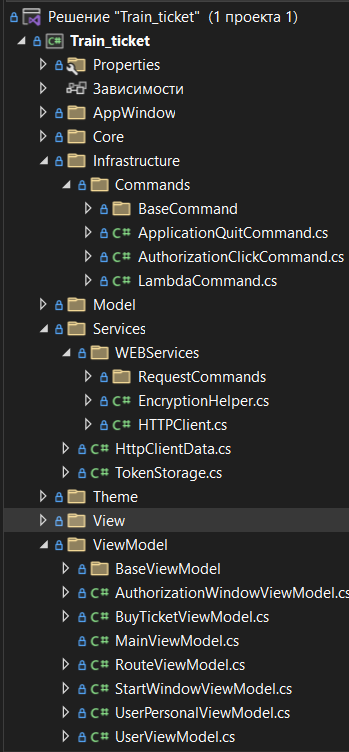 Решение "Train_ticket" (1 проекта 1)
Train_ticket
Properties
Зависимости
AppWindow
Core
Infrastructure
Commands
BaseCommand
ApplicationQuitCommand.cs
AuthorizationClickCommand.cs
LambdaCommand.cs
Model
Services
WEBServices
RequestCommands
EncryptionHelper.cs
HTTPClient.cs
HttpClientData.cs
TokenStorage.cs
Theme
View
ViewModel
BaseViewModel
AuthorizationWindowViewModel.cs
BuyTicketViewModel.cs
MainViewModel.cs
RouteViewModel.cs
StartWindowViewModel.cs
UserPersonalViewModel.cs
UserViewModel.cs